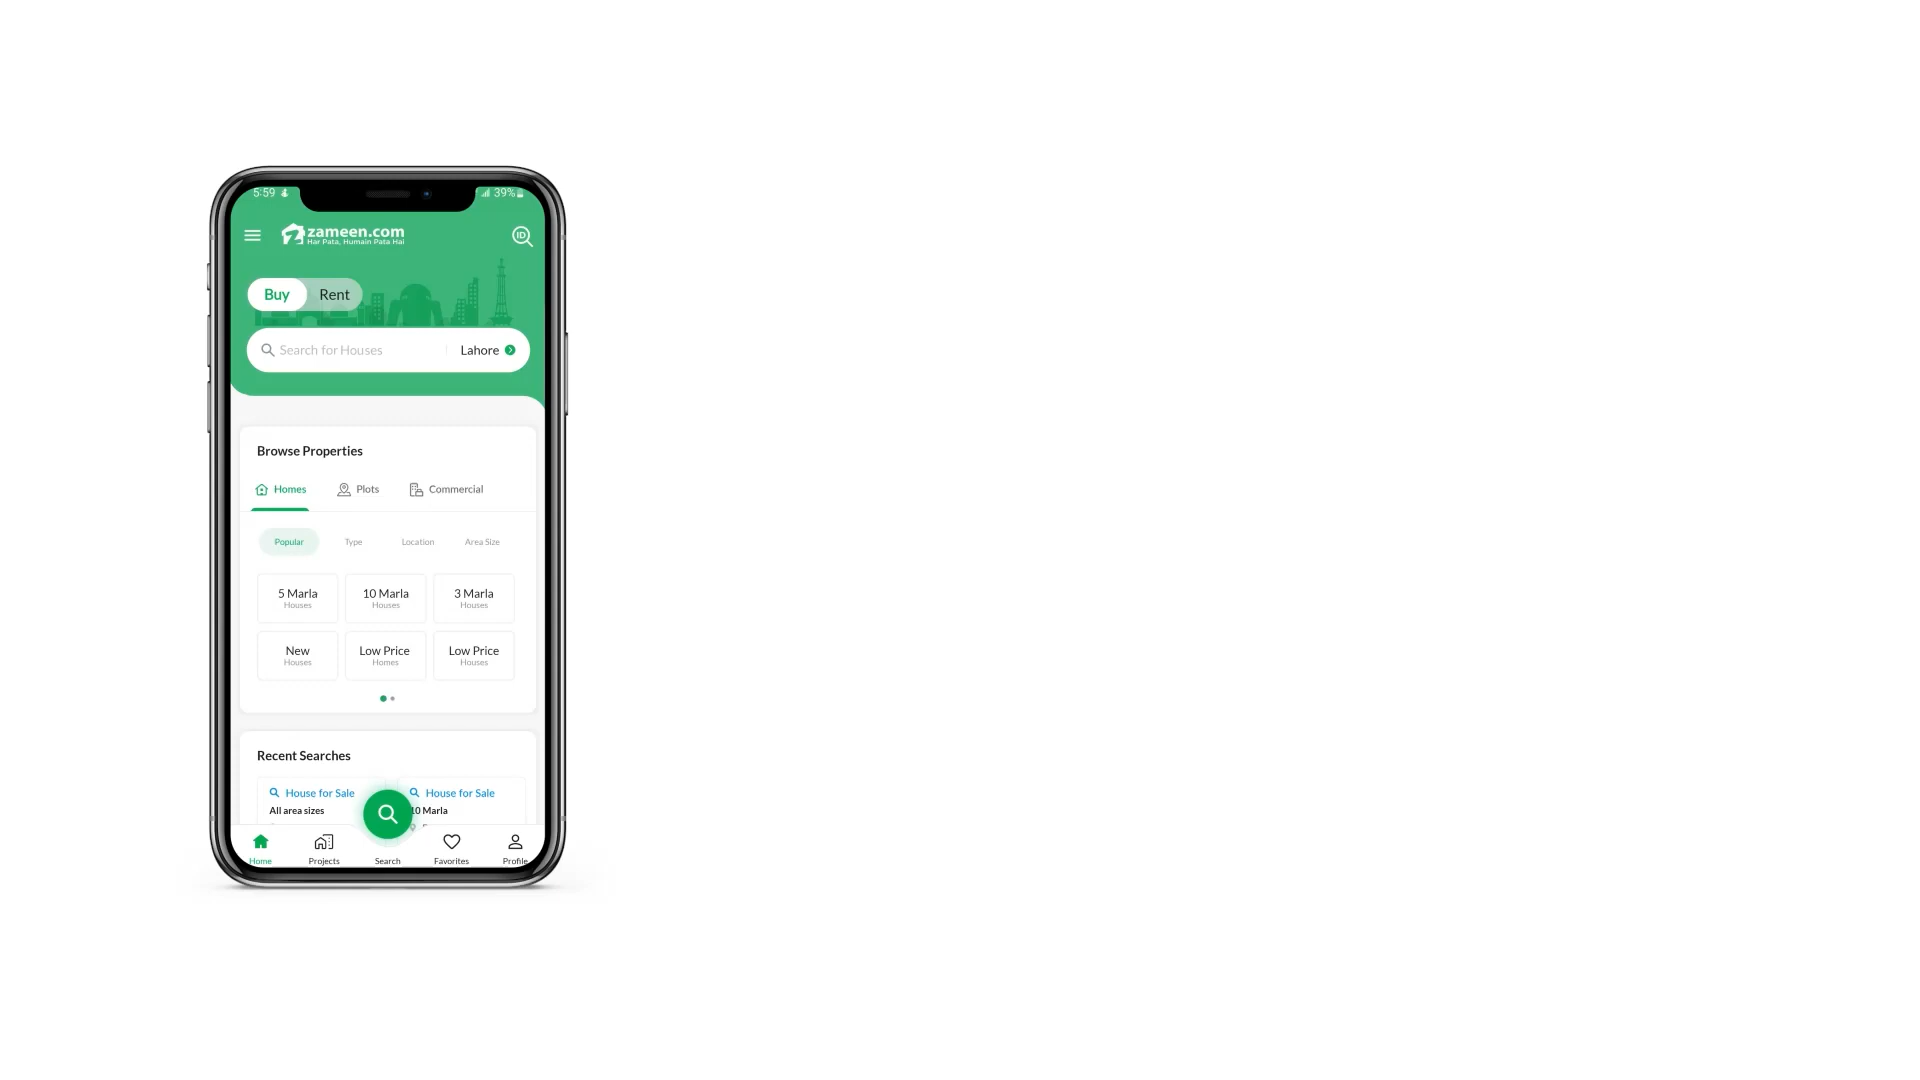 5:59
39%
zameen.com
Har Pata, Humain Pata Hai
ID
Buy Rent
Search for Houses Lahore
Browse Properties
Homes Plots Commercial
Popular Type Location Area Size
5 Marla 10 Marla 3 Marla
Houses Houses Houses
New Low Price Low Price
Houses Homes Houses
Recent Searches
House for Sale House for Sale
All area sizes 10 Marla
Home Projects Search Favorites Profile